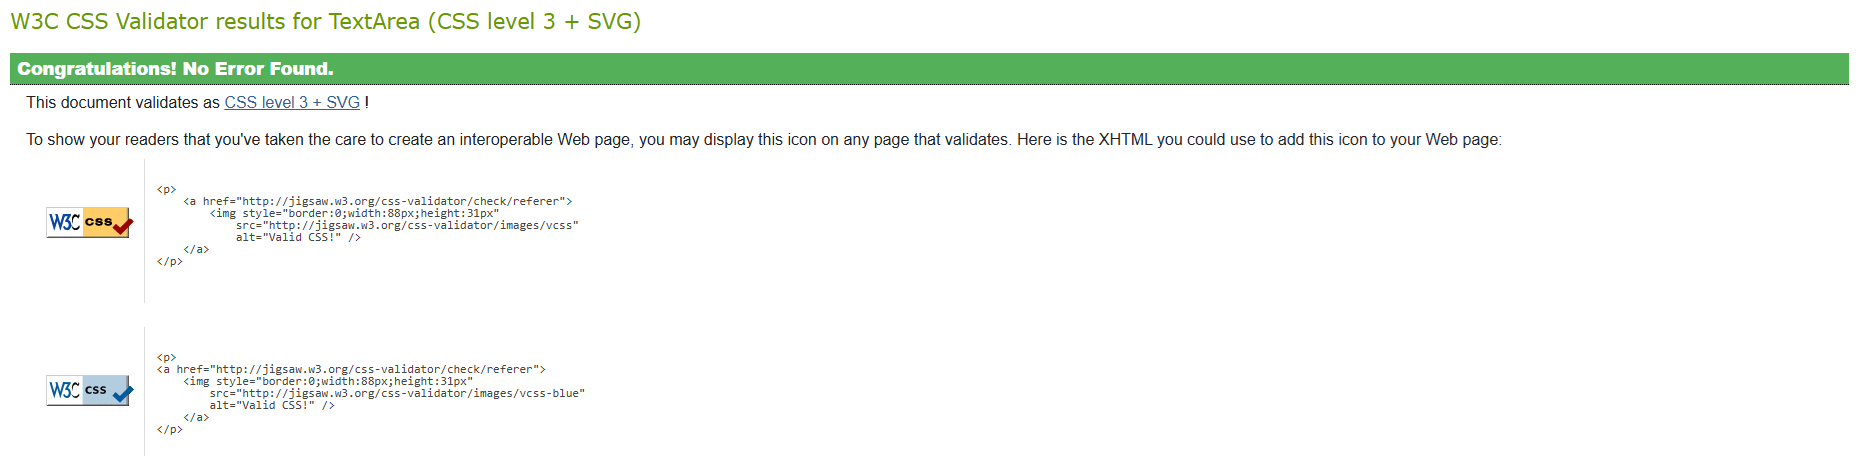 W3C CSS Validator results for TextArea (CSS level 3 + SVG)
Congratulations! No Error Found.
This document validates as CSS level 3 + SVG !
To show your readers that you've taken the care to create an interoperable Web page, you may display this icon on any page that validates. Here is the XHTML you could use to add this icon to your Web page:
W3C css
<p>
    <a href="http://jigsaw.w3.org/css-validator/check/referer">
        <img style="border:0;width:88px;height:31px"
            src="http://jigsaw.w3.org/css-validator/images/vcss"
            alt="Valid CSS!" />
    </a>
</p>
W3C css
<p>
<a href="http://jigsaw.w3.org/css-validator/check/referer">
    <img style="border:0;width:88px;height:31px"
        src="http://jigsaw.w3.org/css-validator/images/vcss-blue"
        alt="Valid CSS!" />
    </a>
</p>